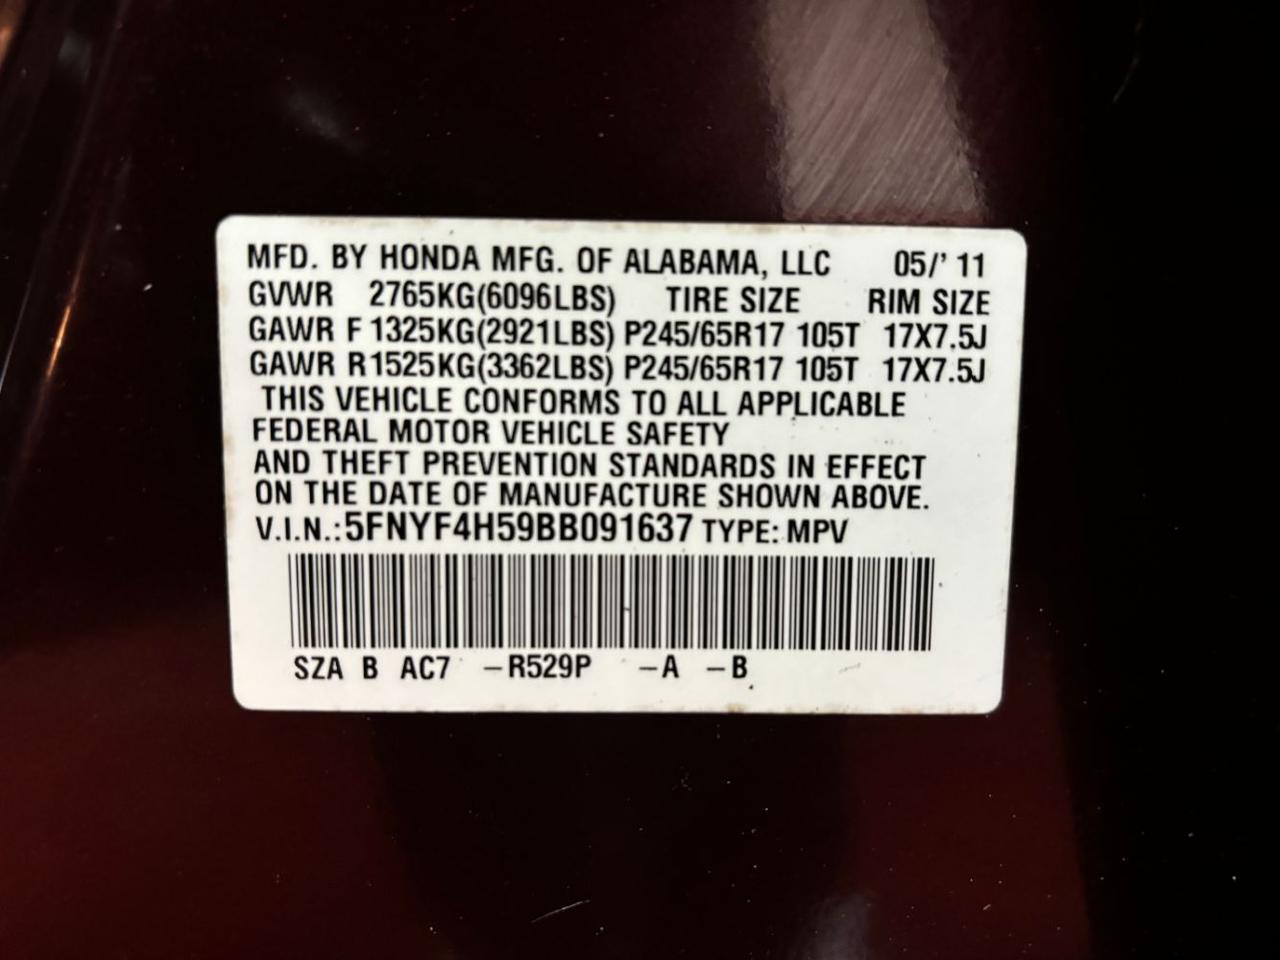 MFD. BY HONDA MFG. OF ALABAMA, LLC 05/' 11
GVWR 2765KG(6096LBS) TIRE SIZE RIM SIZE
GAWR F 1325KG(2921LBS) P245/65R17 105T 17X7.5J
GAWR R1525KG(3362LBS) P245/65R17 105T 17X7.5J
THIS VEHICLE CONFORMS TO ALL APPLICABLE
FEDERAL MOTOR VEHICLE SAFETY
AND THEFT PREVENTION STANDARDS IN EFFECT
ON THE DATE OF MANUFACTURE SHOWN ABOVE.
V.I.N.:5FNYF4H59BB091637 TYPE: MPV
SZA B AC7 –R529P –A –B